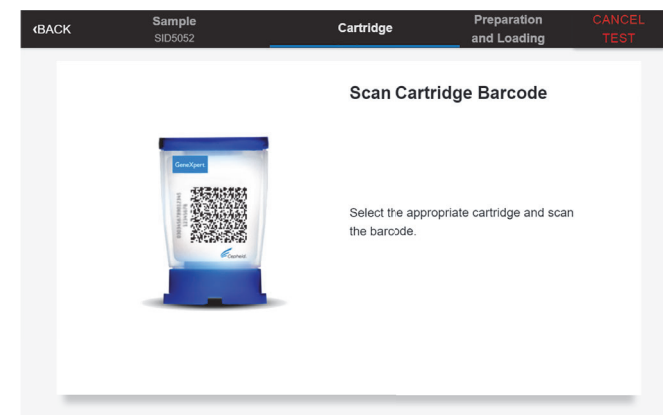 ‹BACK
Sample
SID5052
Cartridge
Preparation
and Loading
CANCEL
TEST
Scan Cartridge Barcode
GeneXpert.
Cepheid.
Select the appropriate cartridge and scan
the barcode.